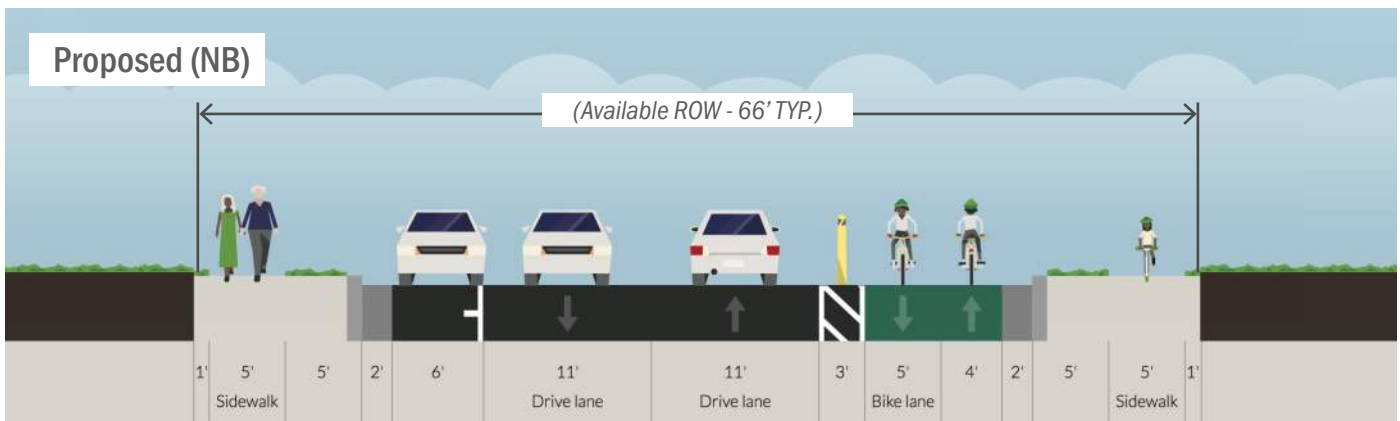 Proposed (NB)
(Available ROW - 66' TYP.)
1' 5' 5' 2' 6' 11' 11' 3' 5' 4' 2' 5' 5' 1'
Sidewalk Drive lane Drive lane Bike lane Sidewalk